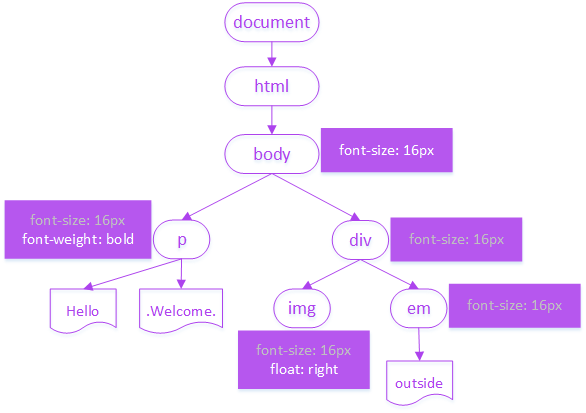 document
html
body
font-size: 16px
font-size: 16px
font-weight: bold
p
div
font-size: 16px
Hello
.Welcome.
img
em
font-size: 16px
font-size: 16px
float: right
outside